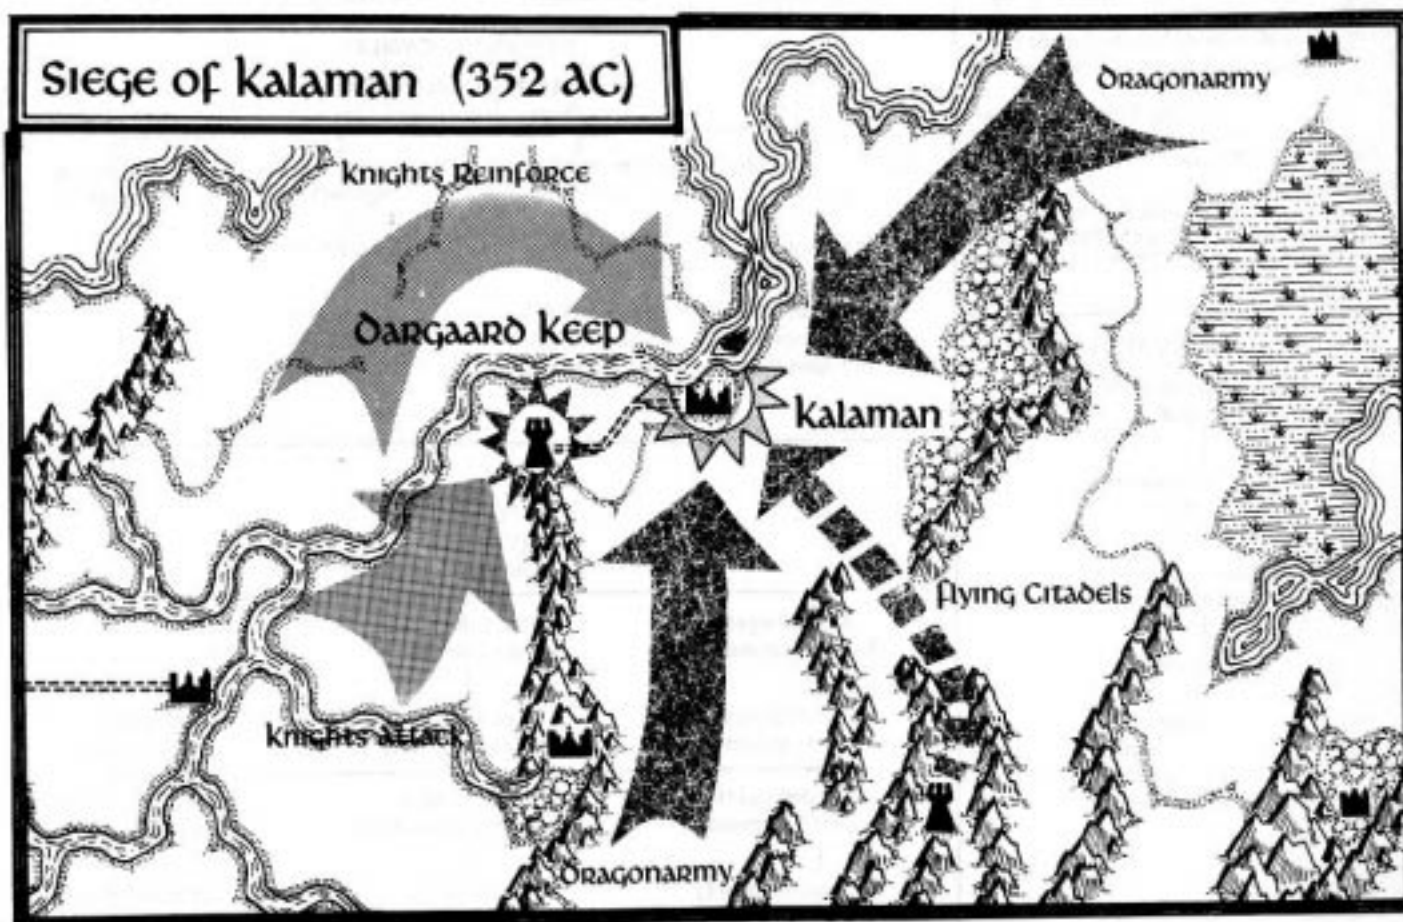 Siege of Kalaman (352 AC)
Dragonarmy
Knights Reinforce
Dargaard Keep
Kalaman
Flying Citadels
Knights Attack
Dragonarmy